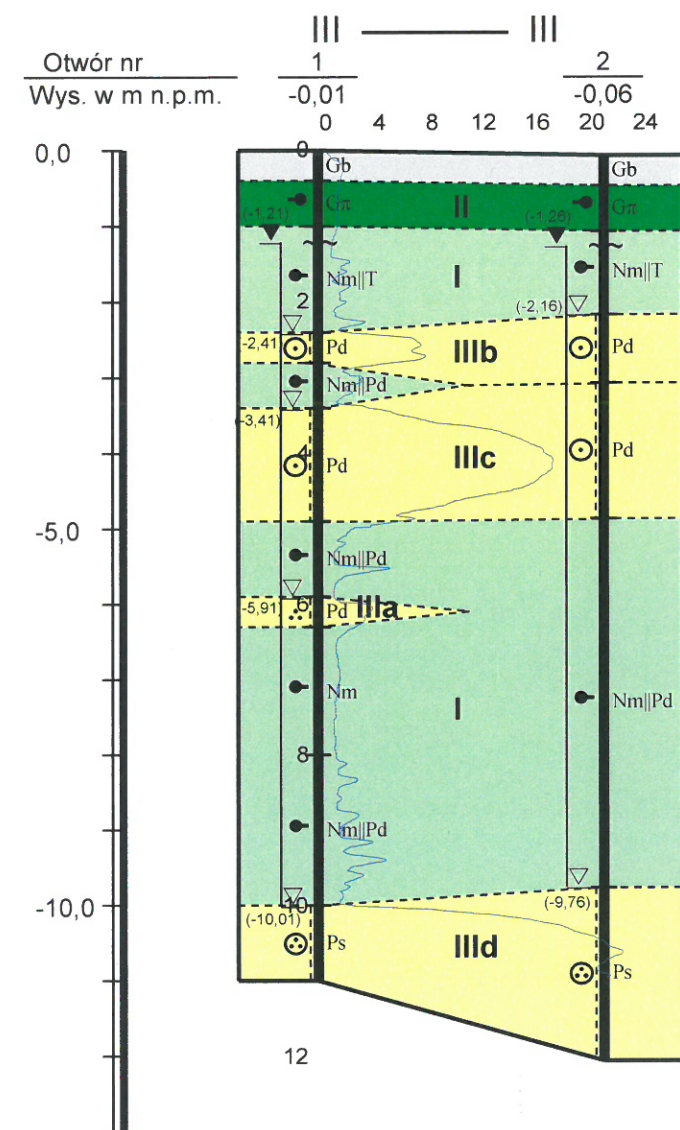 III III
Otwór nr 1 2
Wys. w m n.p.m. -0,01 -0,06
0 4 8 12 16 20 24
0,0 0
Gb Gb
Gπ II Gπ
(-1,21) (-1,26)
Nm||T I Nm||T
2 (-2,16)
-2,41 Pd IIIb Pd
Nm||Pd
-3,41)
4 Pd IIIc Pd
-5,0
Nm||Pd
-5,91) 6 Pd IIIa
Nm I Nm||Pd
8
Nm||Pd
-10,0 10
(-10,01) (-9,76)
Ps IIId Ps
12